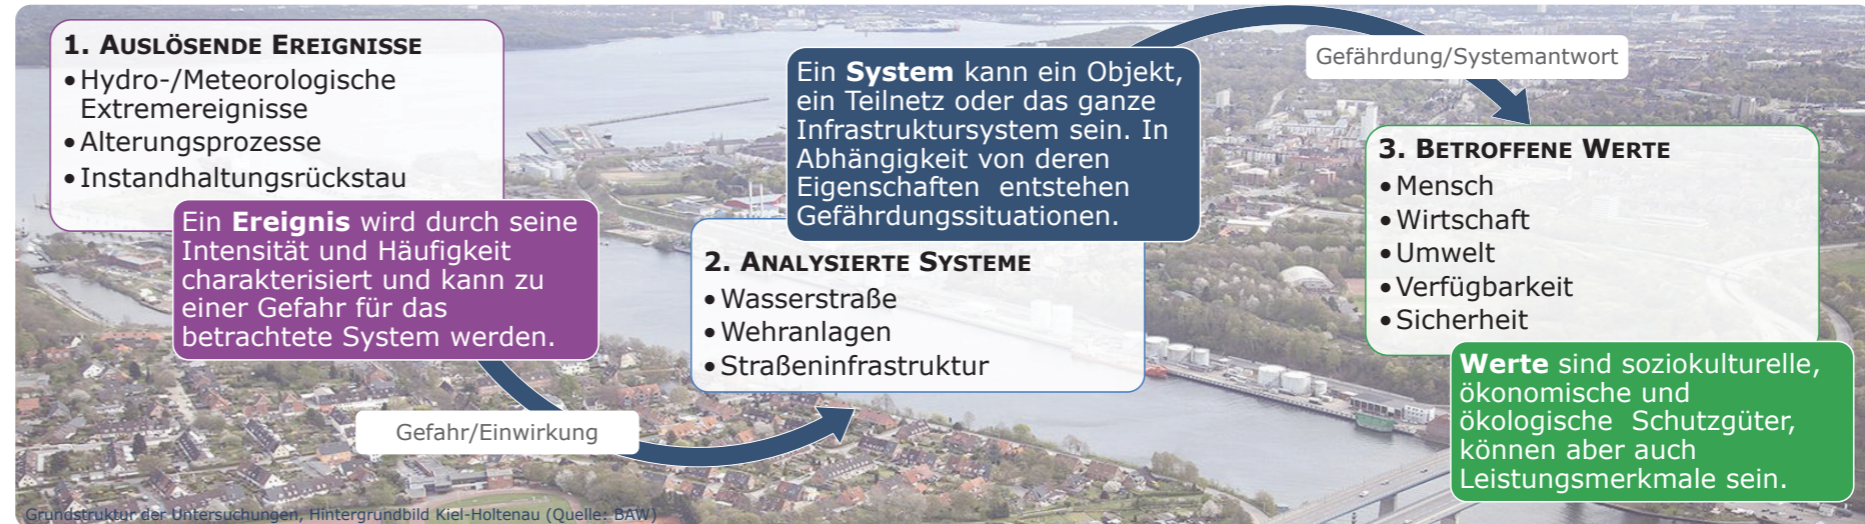 1. AUSLÖSENDE EREIGNISSE
• Hydro-/Meteorologische
Extremereignisse
• Alterungsprozesse
• Instandhaltungsrückstau
Ein Ereignis wird durch seine
Intensität und Häufigkeit
charakterisiert und kann zu
einer Gefahr für das
betrachtete System werden.
Gefahr/Einwirkung
Ein System kann ein Objekt,
ein Teilnetz oder das ganze
Infrastruktursystem sein. In
Abhängigkeit von deren
Eigenschaften entstehen
Gefährdungssituationen.
2. ANALYSIERTE SYSTEME
• Wasserstraße
• Wehranlagen
• Straßeninfrastruktur
Gefährdung/Systemantwort
3. BETROFFENE WERTE
• Mensch
• Wirtschaft
• Umwelt
• Verfügbarkeit
• Sicherheit
Werte sind soziokulturelle,
ökonomische und
ökologische Schutzgüter,
können aber auch
Leistungsmerkmale sein.
Grundstruktur der Untersuchungen, Hintergrundbild Kiel-Holtenau (Quelle: BAW)